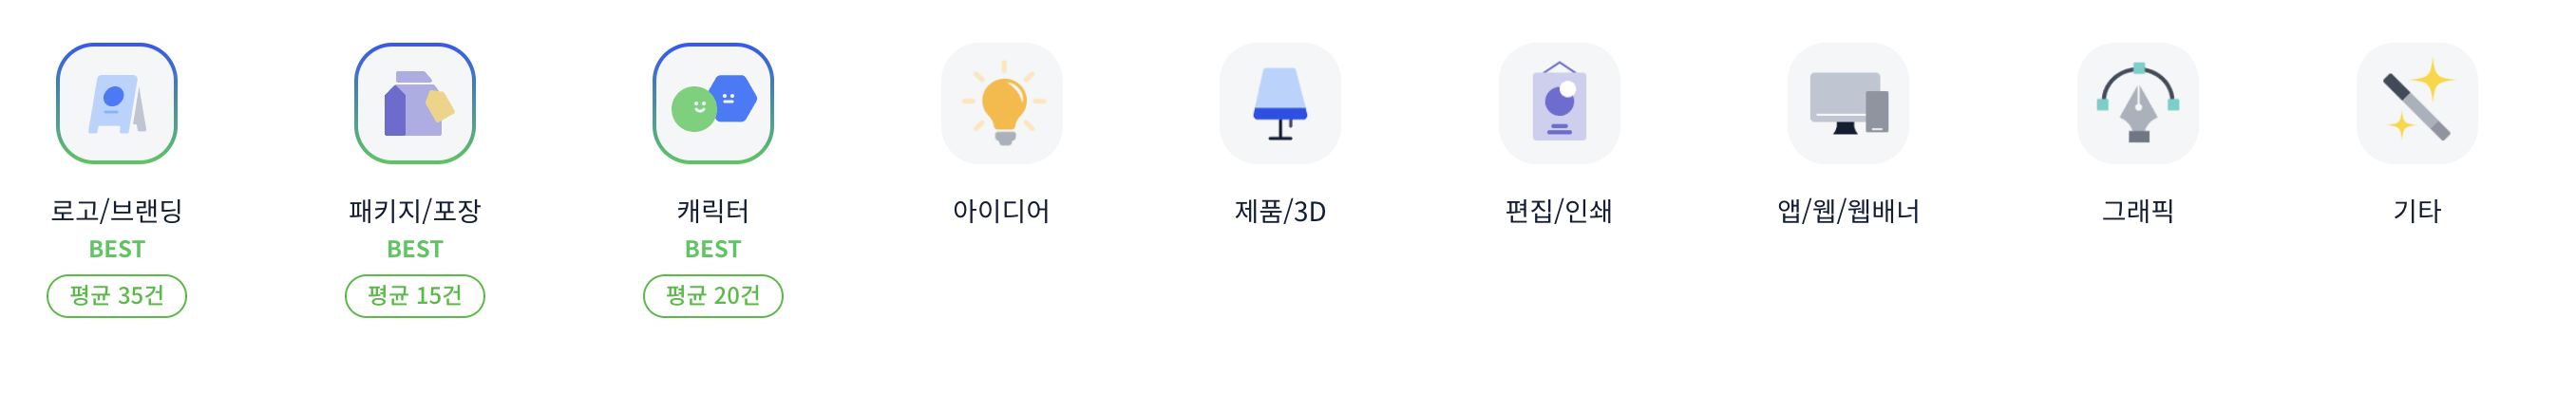 로고/브랜딩
BEST
평균 35건
패키지/포장
BEST
평균 15건
캐릭터
BEST
평균 20건
아이디어
제품/3D
편집/인쇄
앱/웹/웹배너
그래픽
기타